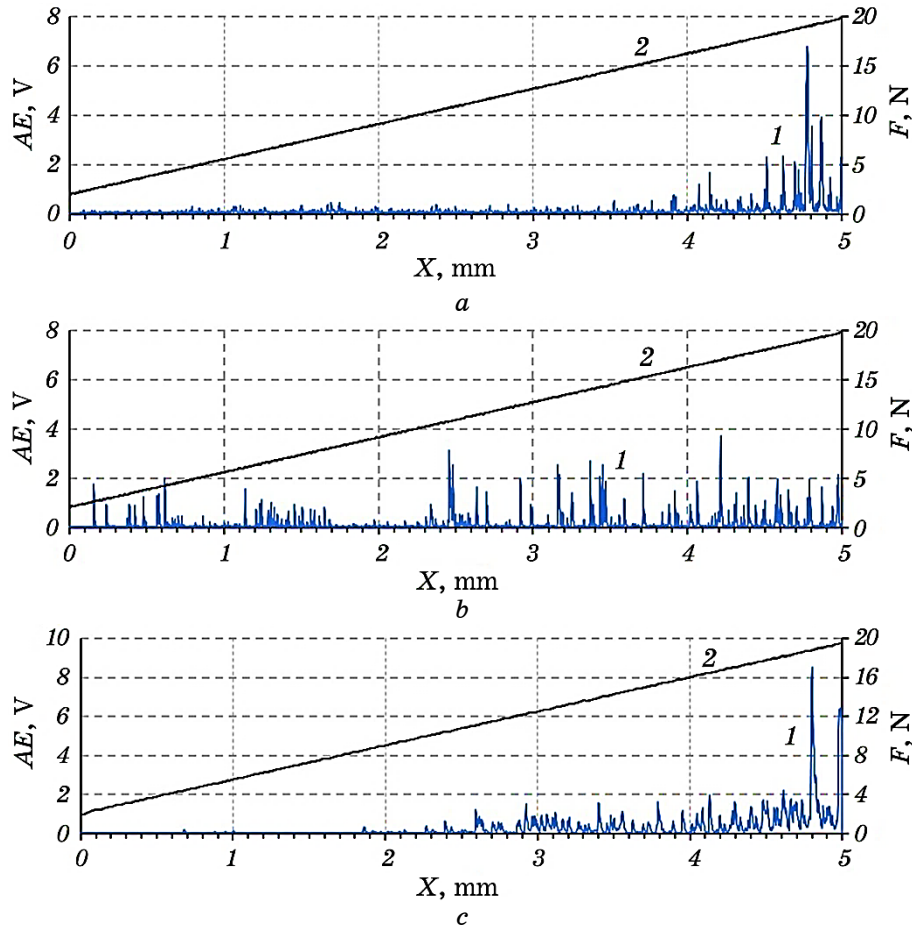 8 6 4 2 0
AE, V
20 15 10 5 0
F, N
2
1
0 1 2 3 4 5
X, mm
a
8 6 4 2 0
AE, V
20 15 10 5 0
F, N
2
1
0 1 2 3 4 5
X, mm
b
10 8 6 4 2 0
AE, V
20 16 12 8 4 0
F, N
2
1
0 1 2 3 4 5
X, mm
c